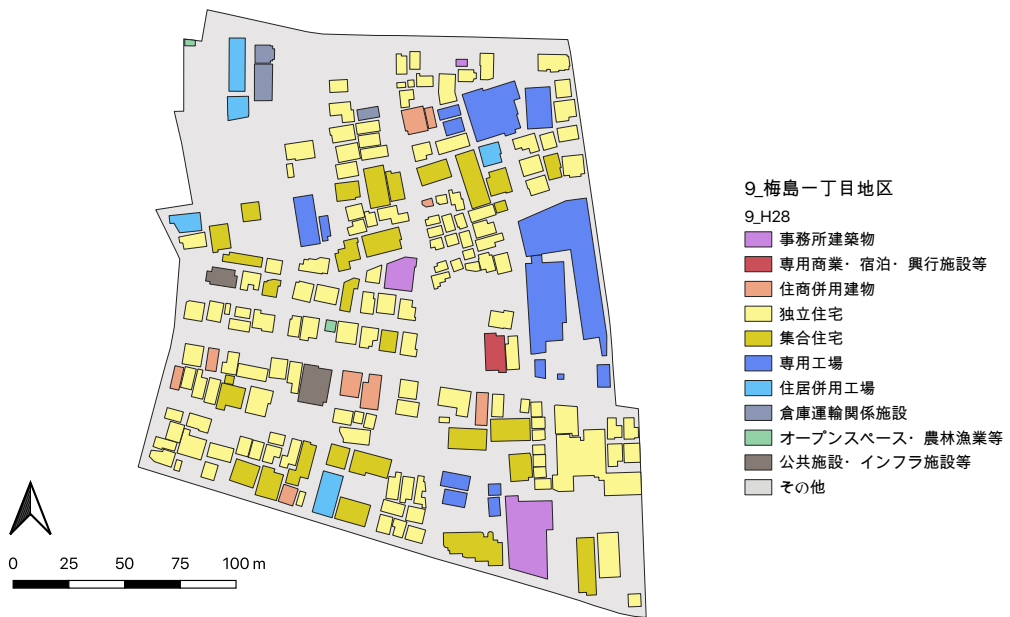 9_梅島一丁目地区
9_H28
事務所建築物
専用商業・宿泊・興行施設等
住商併用建物
独立住宅
集合住宅
専用工場
住居併用工場
倉庫運輸関係施設
オープンスペース・農林漁業等
公共施設・インフラ施設等
その他
0 25 50 75 100 m